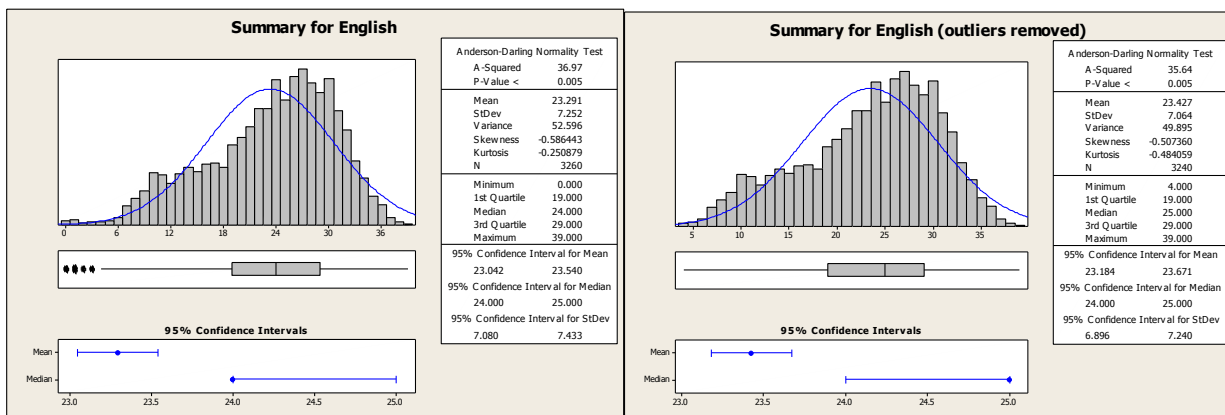 Summary for English
Anderson-Darling Normality Test
A-Squared 36.97
P-Value < 0.005
Mean 23.291
StDev 7.252
Variance 52.596
Skewness -0.586443
Kurtosis -0.250879
N 3260
Minimum 0.000
1st Quartile 19.000
Median 24.000
3rd Quartile 29.000
Maximum 39.000
95% Confidence Interval for Mean
23.042 23.540
95% Confidence Interval for Median
24.000 25.000
95% Confidence Interval for StDev
7.080 7.433
0 6 12 18 24 30 36
95% Confidence Intervals
Mean
Median
23.0 23.5 24.0 24.5 25.0
Summary for English (outliers removed)
Anderson-Darling Normality Test
A-Squared 35.64
P-Value < 0.005
Mean 23.427
StDev 7.064
Variance 49.895
Skewness -0.507360
Kurtosis -0.484059
N 3240
Minimum 4.000
1st Quartile 19.000
Median 25.000
3rd Quartile 29.000
Maximum 39.000
95% Confidence Interval for Mean
23.184 23.671
95% Confidence Interval for Median
24.000 25.000
95% Confidence Interval for StDev
6.896 7.240
5 10 15 20 25 30 35
95% Confidence Intervals
Mean
Median
23.0 23.5 24.0 24.5 25.0